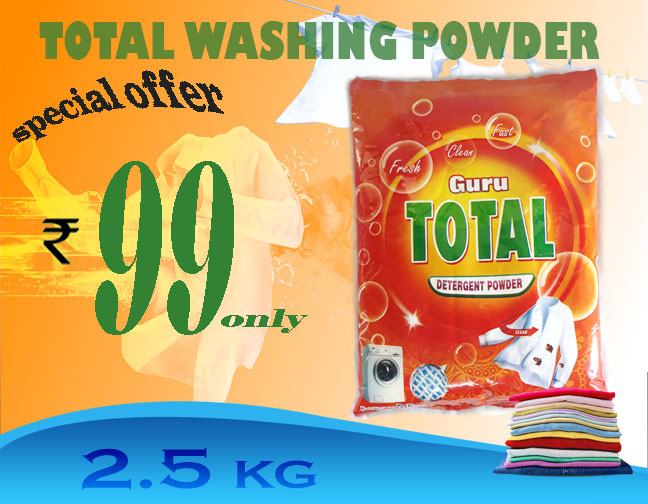 TOTAL WASHING POWDER
special offer
₹ 99 only
Fresh
Clean
Fast
Guru
TOTAL
DETERGENT POWDER
CLEAN
2.5 KG